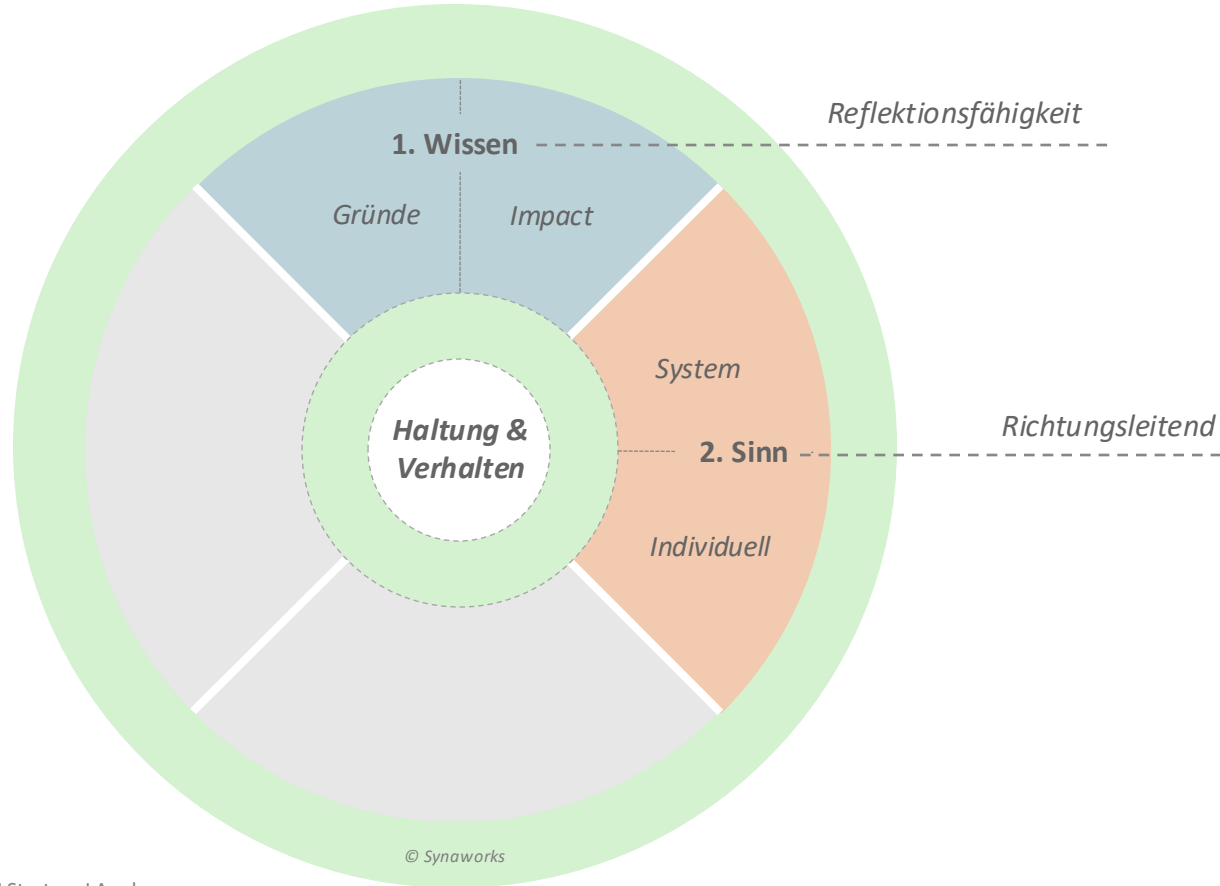 Reflektionsfähigkeit
1. Wissen
Gründe
Impact
System
Richtungsleitend
Haltung &
Verhalten
2. Sinn
Individuell
© Synaworks